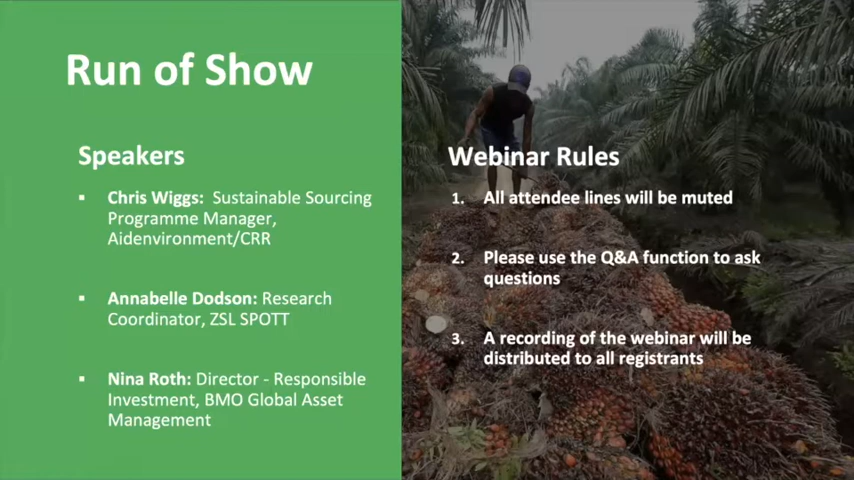 Run of Show
Speakers
▪ Chris Wiggs: Sustainable Sourcing
Programme Manager,
Aidenvironment/CRR
▪ Annabelle Dodson: Research
Coordinator, ZSL SPOTT
▪ Nina Roth: Director - Responsible
Investment, BMO Global Asset
Management
Webinar Rules
1. All attendee lines will be muted
2. Please use the Q&A function to ask
questions
3. A recording of the webinar will be
distributed to all registrants